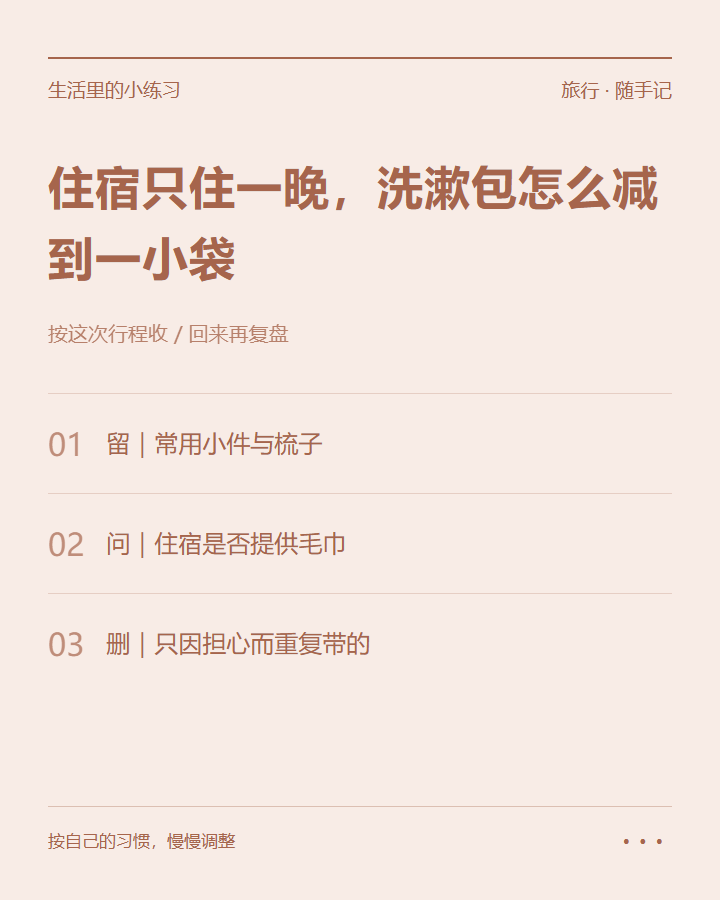 生活里的小练习
旅行 · 随手记
住宿只住一晚，洗漱包怎么减
到一小袋
按这次行程收 / 回来再复盘
01 留｜常用小件与梳子
02 问｜住宿是否提供毛巾
03 删｜只因担心而重复带的
按自己的习惯，慢慢调整